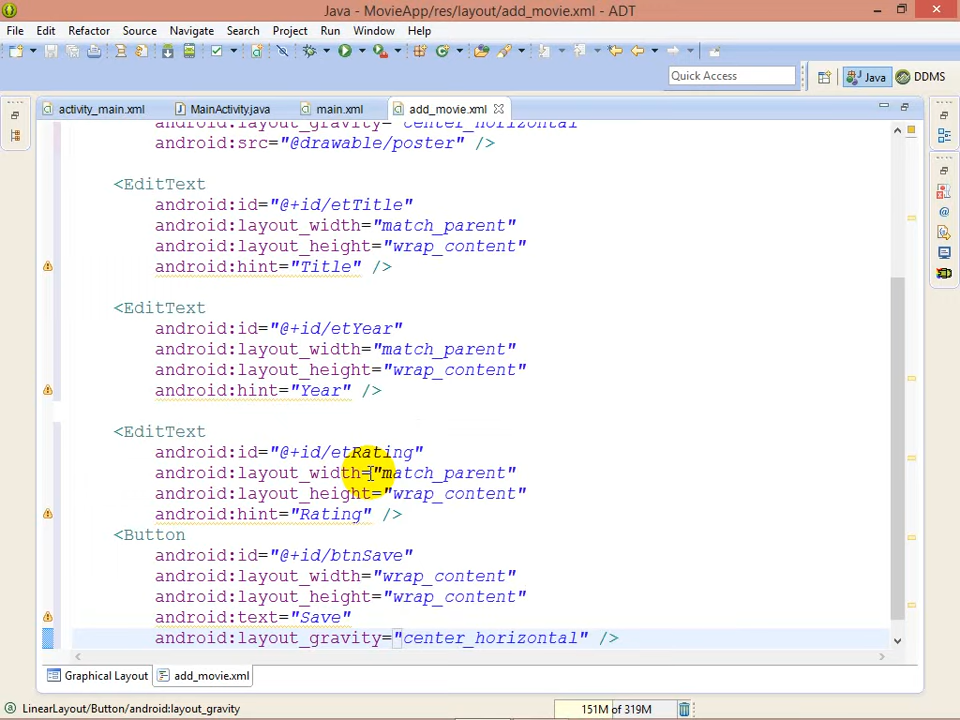 Java - MovieApp/res/layout/add_movie.xml - ADT
File Edit Refactor Source Navigate Search Project Run Window Help
Quick Access
Java
DDMS
activity_main.xml
MainActivity.java
main.xml
add_movie.xml
android:layout_gravity="center_horizontal
android:src="@drawable/poster" />
<EditText
android:id="@+id/etTitle"
android:layout_width="match_parent"
android:layout_height="wrap_content"
android:hint="Title" />
<EditText
android:id="@+id/etYear"
android:layout_width="match_parent"
android:layout_height="wrap_content"
android:hint="Year" />
<EditText
android:id="@+id/etRating"
android:layout_width="match_parent"
android:layout_height="wrap_content"
android:hint="Rating" />
<Button
android:id="@+id/btnSave"
android:layout_width="wrap_content"
android:layout_height="wrap_content"
android:text="Save"
android:layout_gravity="center_horizontal" />
Graphical Layout
add_movie.xml
LinearLayout/Button/android:layout_gravity
151M of 319M